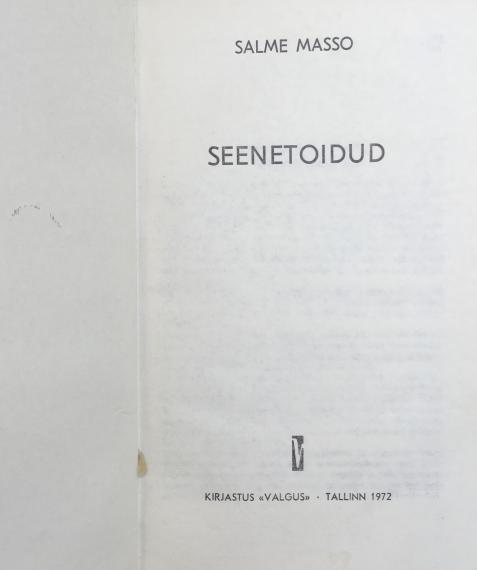 SALME MASSO
SEENETOIDUD
V
KIRJASTUS «VALGUS» · TALLINN 1972